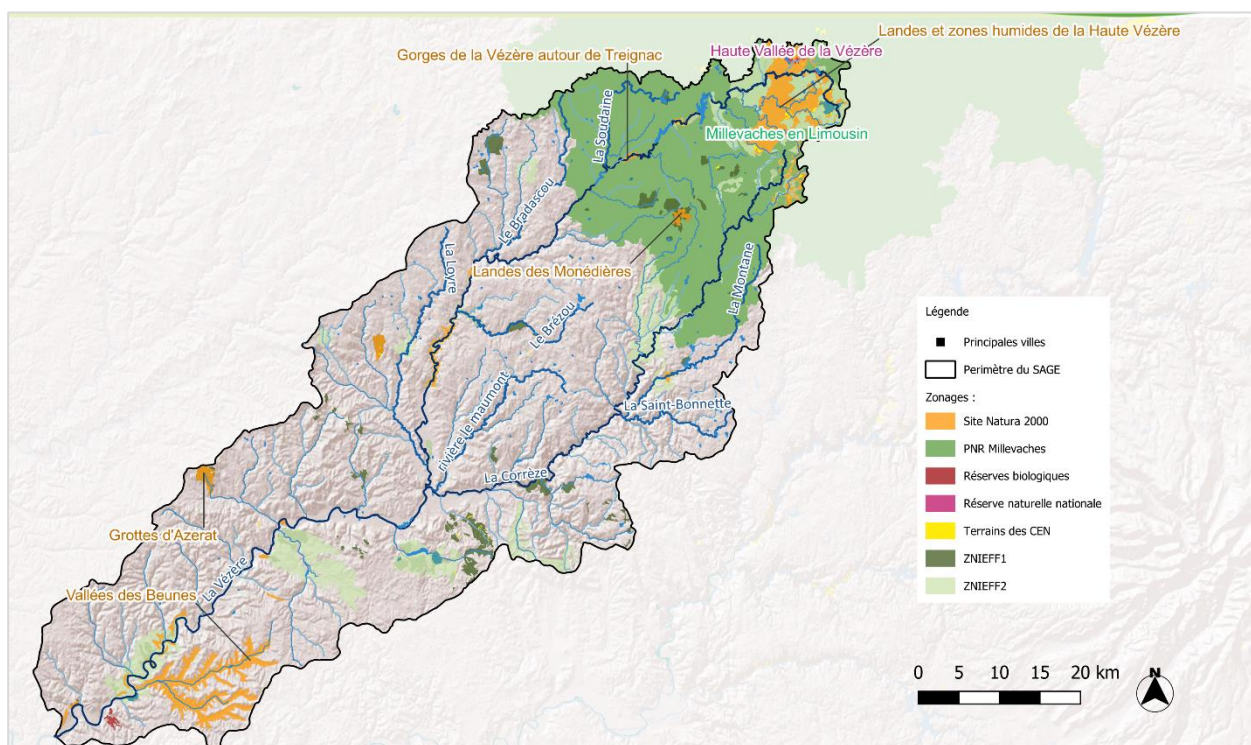 Landes et zones humides de la Haute Vézère
Haute Vallée de la Vézère
Gorges de la Vézère autour de Treignac
La Soudaine
Millevaches en Limousin
Le Bradascou
La Loyre
Landes des Monédières
La Montane
Le Brézou
rivière le maumont
La Saint-Bonnette
La Corrèze
Grottes d'Azerat
La Vézère
Vallées des Beunes
Légende
Principales villes
Perimètre du SAGE
Zonages :
Site Natura 2000
PNR Millevaches
Réserves biologiques
Réserve naturelle nationale
Terrains des CEN
ZNIEFF1
ZNIEFF2
0 5 10 15 20 km
N